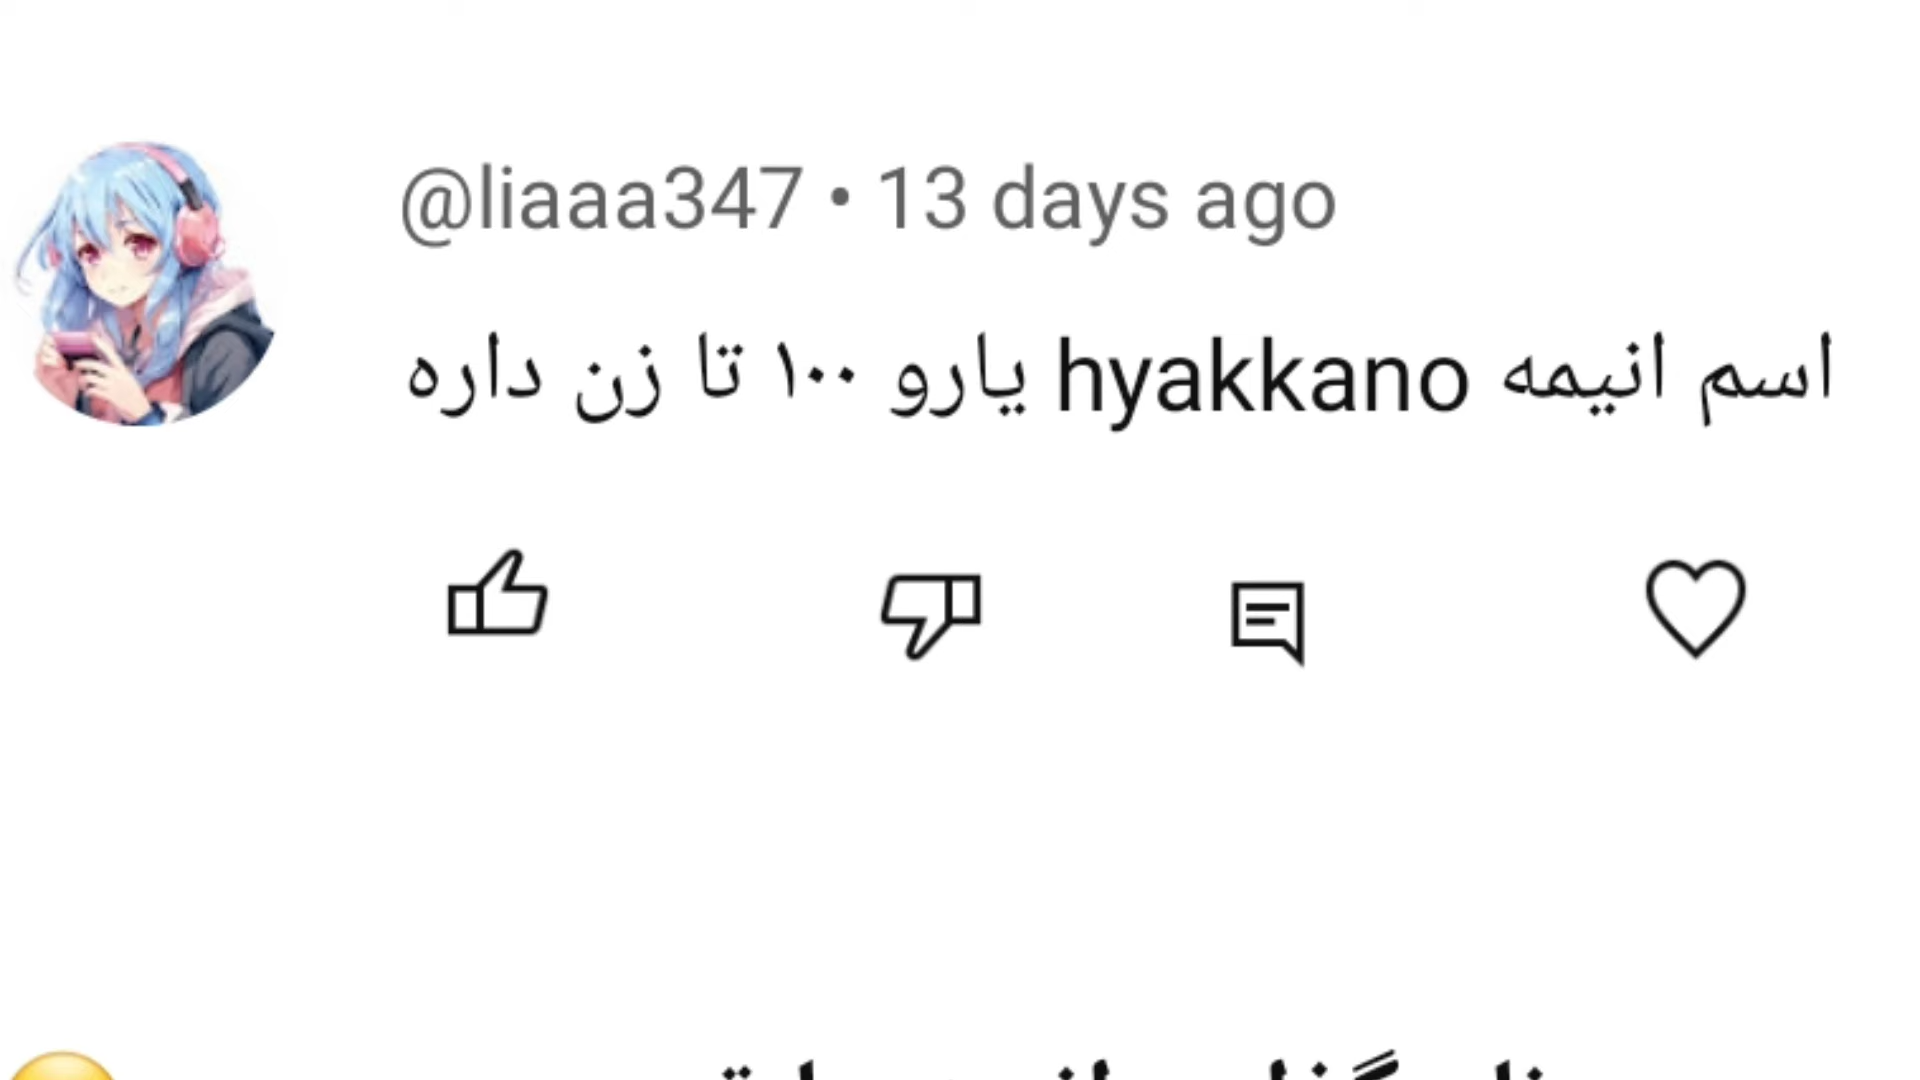 @liaaa347 • 13 days ago
اسم انیمه hyakkano یارو ۱۰۰ تا زن داره